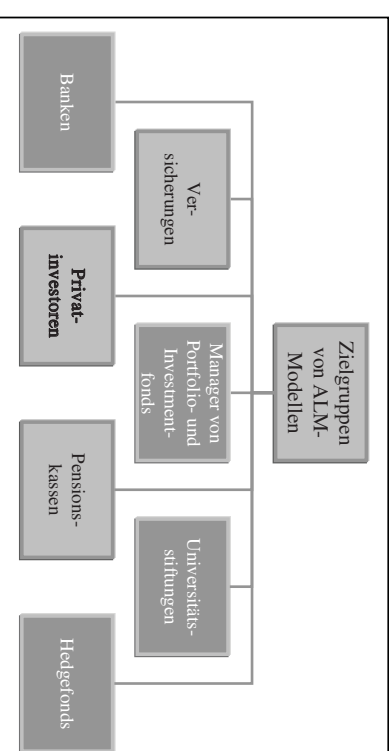 Zielgruppen
von ALM-
Modellen
Ver-
sicherungen
Manager von
Portfolio- und
Investment-
fonds
Universitäts-
stiftungen
Banken
Privat-
investoren
Pensions-
kassen
Hedgefonds